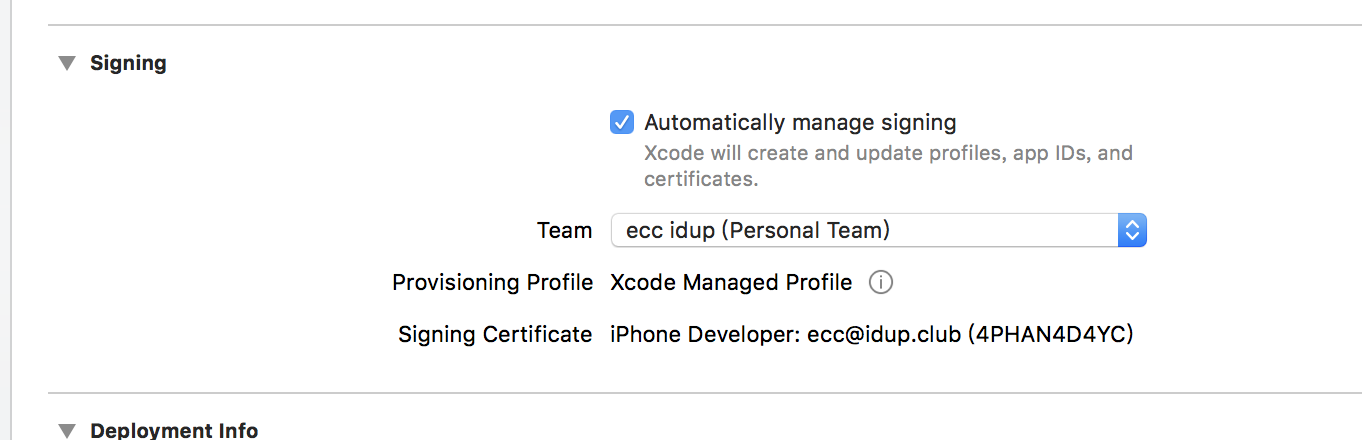 Signing
Automatically manage signing
Xcode will create and update profiles, app IDs, and
certificates.
Team ecc idup (Personal Team)
Provisioning Profile Xcode Managed Profile
Signing Certificate iPhone Developer: ecc@idup.club (4PHAN4D4YC)
Deployment Info